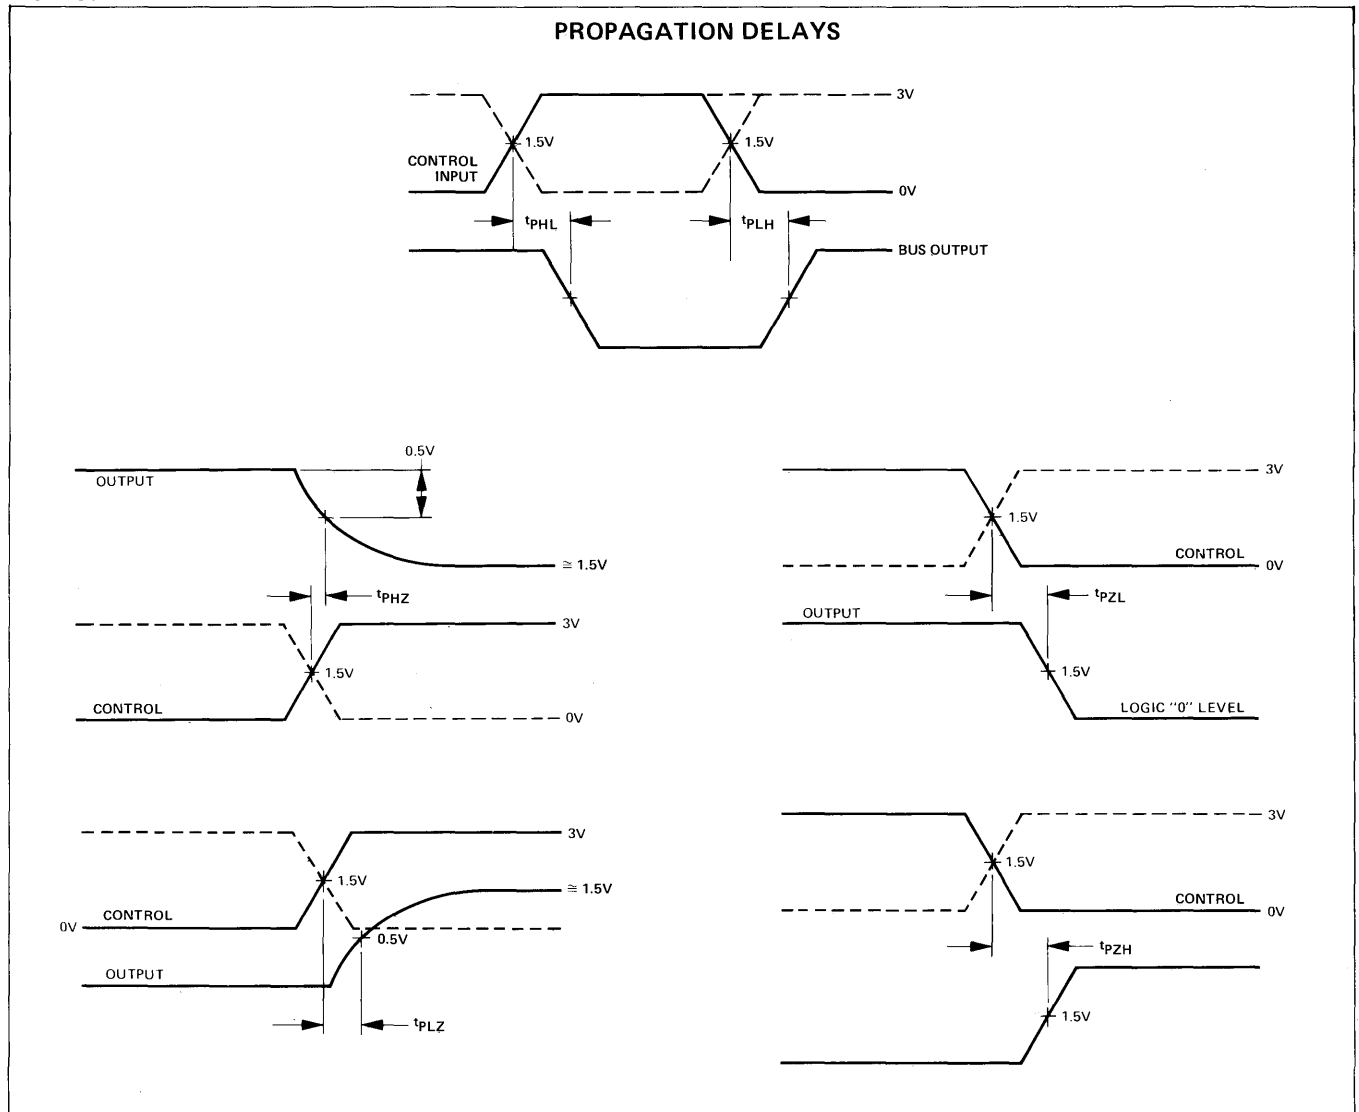 PROPAGATION DELAYS
3V
1.5V
1.5V
CONTROL
INPUT
0V
tPHL
tPLH
BUS OUTPUT
0.5V
OUTPUT
≅ 1.5V
tPHZ
3V
1.5V
CONTROL
0V
3V
1.5V
CONTROL
0V
tPZL
OUTPUT
1.5V
LOGIC "0" LEVEL
3V
1.5V
≅ 1.5V
0V
CONTROL
0.5V
OUTPUT
tPLZ
3V
1.5V
CONTROL
0V
tPZH
1.5V